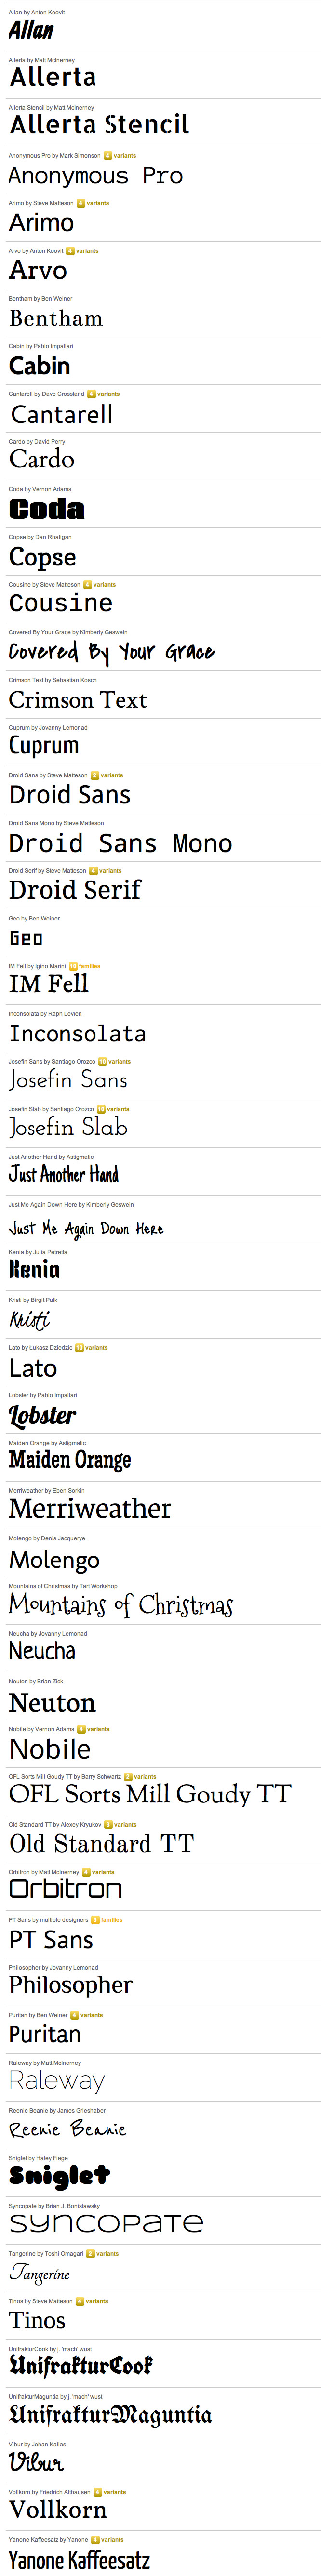 Allan by Anton Koovit
Allan
Allerta by Matt McInerney
Allerta
Allerta Stencil by Matt McInerney
Allerta Stencil
Anonymous Pro by Mark Simonson 4 variants
Anonymous Pro
Arimo by Steve Matteson 4 variants
Arimo
Arvo by Anton Koovit 4 variants
Arvo
Bentham by Ben Weiner
Bentham
Cabin by Pablo Impallari
Cabin
Cantarell by Dave Crossland 4 variants
Cantarell
Cardo by David Perry
Cardo
Coda by Vernon Adams
Coda
Copse by Dan Rhatigan
Copse
Cousine by Steve Matteson 4 variants
Cousine
Covered By Your Grace by Kimberly Geswein
Covered By Your Grace
Crimson Text by Sebastian Kosch
Crimson Text
Cuprum by Jovanny Lemonad
Cuprum
Droid Sans by Steve Matteson 2 variants
Droid Sans
Droid Sans Mono by Steve Matteson
Droid Sans Mono
Droid Serif by Steve Matteson 4 variants
Droid Serif
Geo by Ben Weiner
Geo
IM Fell by Igino Marini 10 families
IM Fell
Inconsolata by Raph Levien
Inconsolata
Josefin Sans by Santiago Orozco 10 variants
Josefin Sans
Josefin Slab by Santiago Orozco 10 variants
Josefin Slab
Just Another Hand by Astigmatic
Just Another Hand
Just Me Again Down Here by Kimberly Geswein
Just Me Again Down Here
Kenia by Julia Petretta
Kenia
Kristi by Birgit Pulk
Kristi
Lato by Łukasz Dziedzic 10 variants
Lato
Lobster by Pablo Impallari
Lobster
Maiden Orange by Astigmatic
Maiden Orange
Merriweather by Eben Sorkin
Merriweather
Molengo by Denis Jacquerye
Molengo
Mountains of Christmas by Tart Workshop
Mountains of Christmas
Neucha by Jovanny Lemonad
Neucha
Neuton by Brian Zick
Neuton
Nobile by Vernon Adams 4 variants
Nobile
OFL Sorts Mill Goudy TT by Barry Schwartz 2 variants
OFL Sorts Mill Goudy TT
Old Standard TT by Alexey Kryukov 3 variants
Old Standard TT
Orbitron by Matt McInerney 4 variants
Orbitron
PT Sans by multiple designers 3 families
PT Sans
Philosopher by Jovanny Lemonad
Philosopher
Puritan by Ben Weiner 4 variants
Puritan
Raleway by Matt McInerney
Raleway
Reenie Beanie by James Grieshaber
Reenie Beanie
Sniglet by Haley Fiege
Sniglet
Syncopate by Brian J. Bonislawsky
Syncopate
Tangerine by Toshi Omagari 2 variants
Tangerine
Tinos by Steve Matteson 4 variants
Tinos
UnifrakturCook by j. 'mach' wust
UnifrakturCook
UnifrakturMaguntia by j. 'mach' wust
UnifrakturMaguntia
Vibur by Johan Kallas
Vibur
Vollkorn by Friedrich Althausen 4 variants
Vollkorn
Yanone Kaffeesatz by Yanone 4 variants
Yanone Kaffeesatz